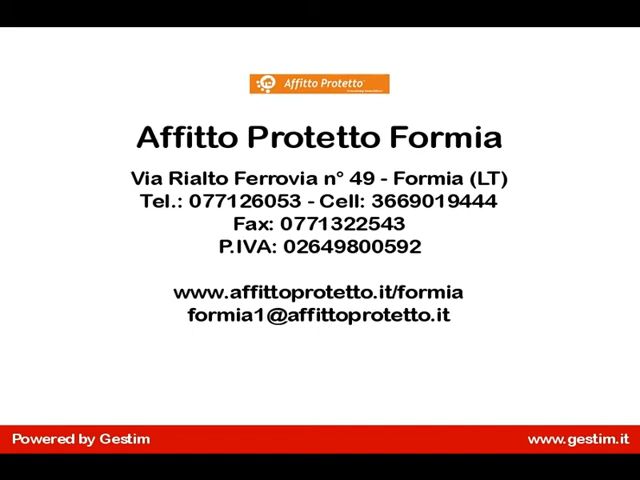 Affitto Protetto
Affitto Protetto Formia
Via Rialto Ferrovia n° 49 - Formia (LT)
Tel.: 077126053 - Cell: 3669019444
Fax: 0771322543
P.IVA: 02649800592
www.affittoprotetto.it/formia
formia1@affittoprotetto.it
Powered by Gestim
www.gestim.it